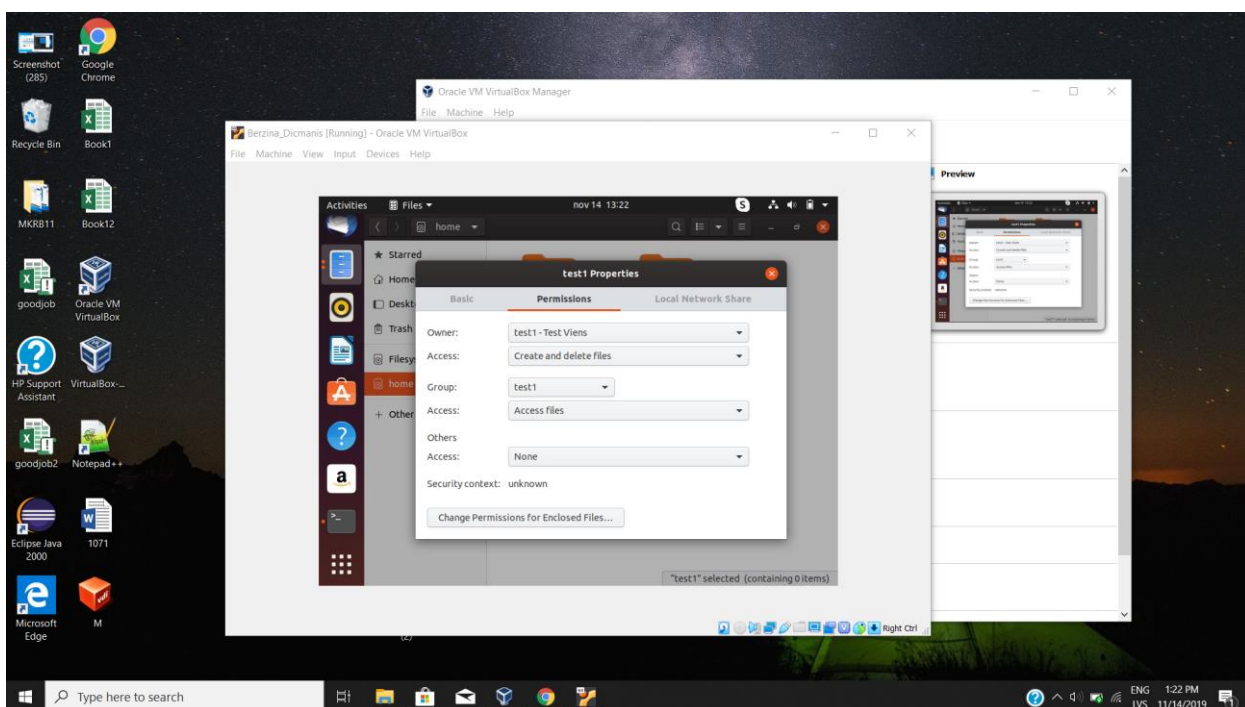 Screenshot (285)
Google Chrome
Recycle Bin
Book1
MKRB11
Book12
goodjob
Oracle VM VirtualBox
HP Support Assistant
VirtualBox-...
goodjob2
Notepad++
Eclipse Java 2000
1071
Microsoft Edge
M
(2)
Oracle VM VirtualBox Manager
File Machine Help
Preview
Berzina_Dicmanis [Running] - Oracle VM VirtualBox
File Machine View Input Devices Help
Activities Files nov 14 13:22
home
Starred
Home
Deskt
Trash
Filesy
home
+ Other
test1 Properties
Basic Permissions Local Network Share
Owner: test1 - Test Viens
Access: Create and delete files
Group: test1
Access: Access files
Others
Access: None
Security context: unknown
Change Permissions for Enclosed Files...
"test1" selected (containing 0 items)
Right Ctrl
Type here to search
ENG 1:22 PM
LVS 11/14/2019